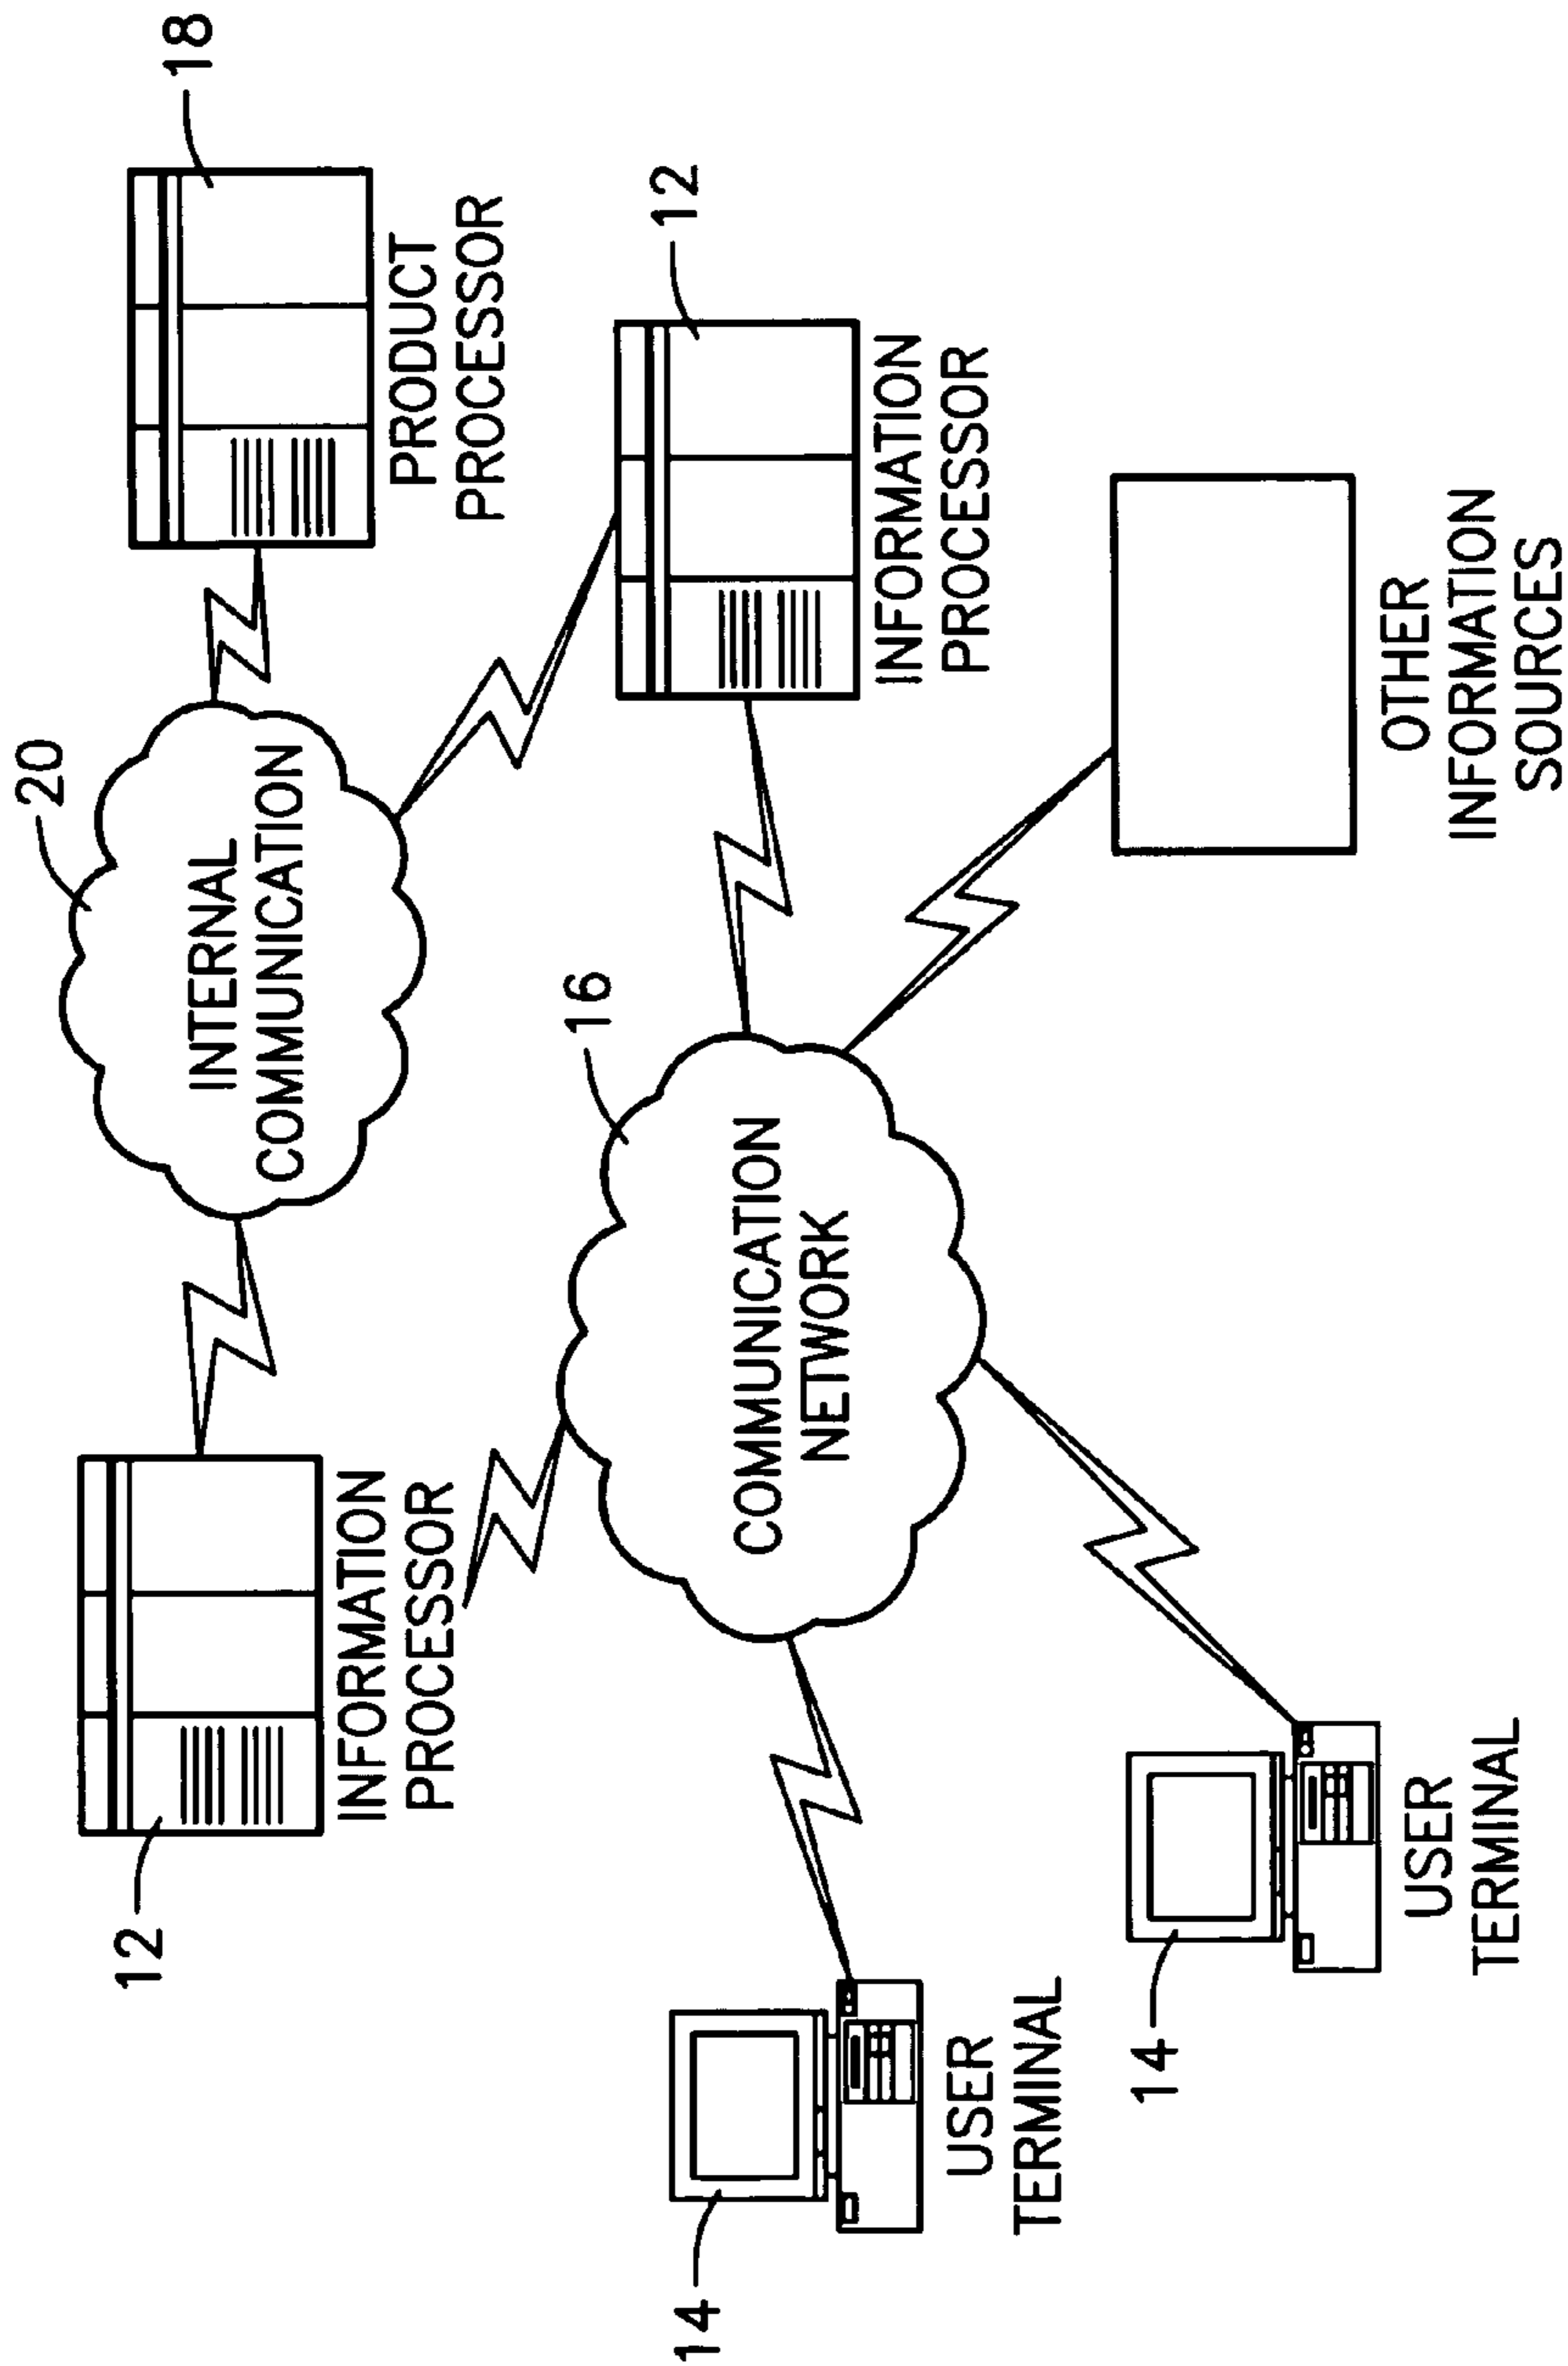 20
18
INTERNAL
COMMUNICATION
PRODUCT
PROCESSOR
12
INFORMATION
PROCESSOR
16
12
COMMUNICATION
NETWORK
INFORMATION
PROCESSOR
14
USER
TERMINAL
14
USER
TERMINAL
OTHER
INFORMATION
SOURCES